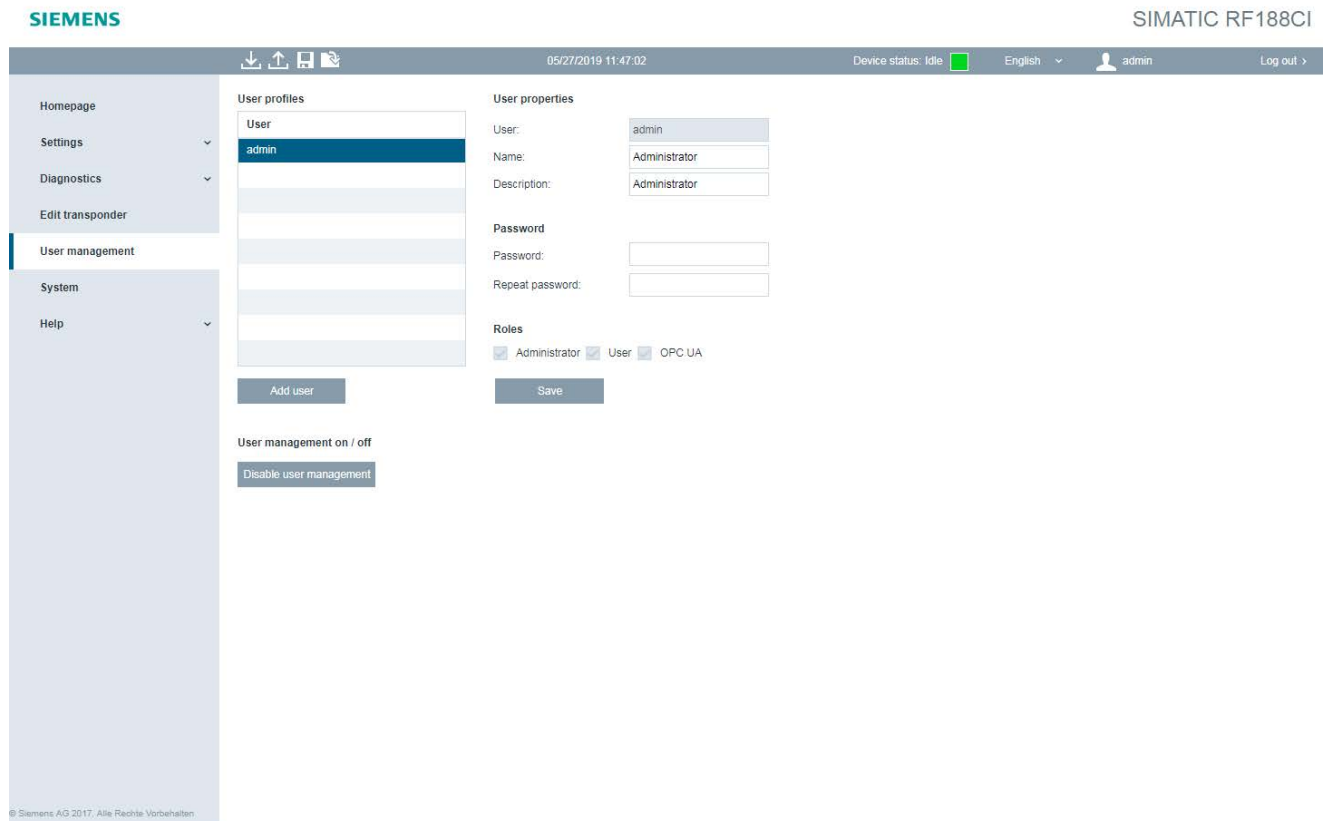 SIEMENS
SIMATIC RF188CI
05/27/2019 11:47:02
Device status: Idle
English
admin
Log out >
Homepage
Settings
Diagnostics
Edit transponder
User management
System
Help
User profiles
User
admin
Add user
User management on / off
Disable user management
User properties
User: admin
Name: Administrator
Description: Administrator
Password
Password:
Repeat password:
Roles
Administrator User OPC UA
Save
© Siemens AG 2017. Alle Rechte Vorbehalten